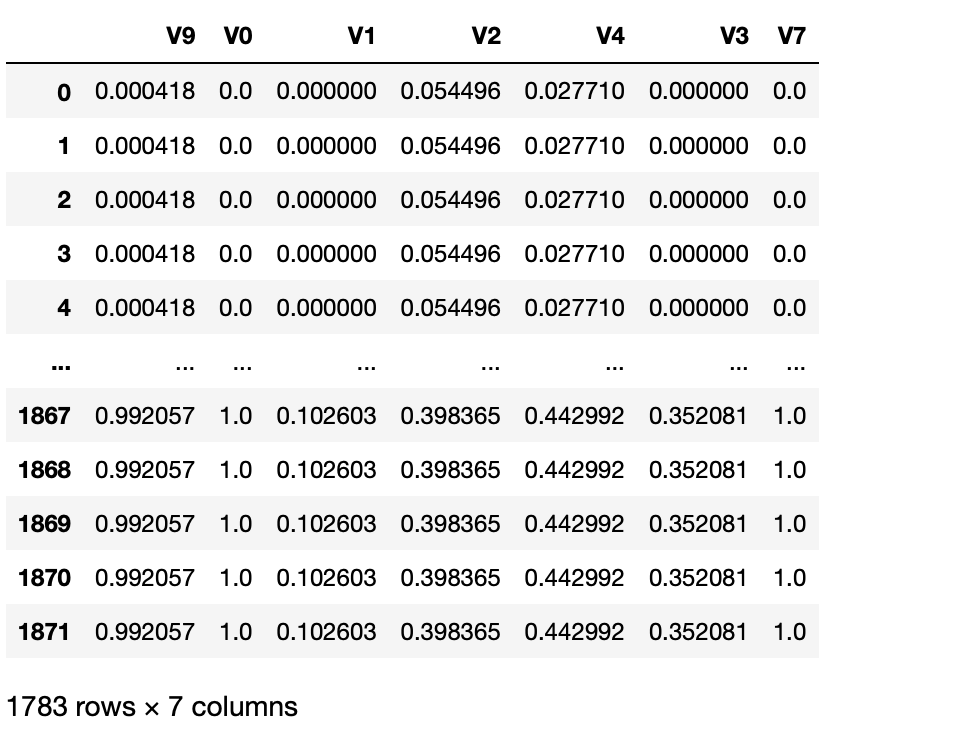 V9 V0 V1 V2 V4 V3 V7
0 0.000418 0.0 0.000000 0.054496 0.027710 0.000000 0.0
1 0.000418 0.0 0.000000 0.054496 0.027710 0.000000 0.0
2 0.000418 0.0 0.000000 0.054496 0.027710 0.000000 0.0
3 0.000418 0.0 0.000000 0.054496 0.027710 0.000000 0.0
4 0.000418 0.0 0.000000 0.054496 0.027710 0.000000 0.0
... ... ... ... ... ... ... ...
1867 0.992057 1.0 0.102603 0.398365 0.442992 0.352081 1.0
1868 0.992057 1.0 0.102603 0.398365 0.442992 0.352081 1.0
1869 0.992057 1.0 0.102603 0.398365 0.442992 0.352081 1.0
1870 0.992057 1.0 0.102603 0.398365 0.442992 0.352081 1.0
1871 0.992057 1.0 0.102603 0.398365 0.442992 0.352081 1.0
1783 rows × 7 columns